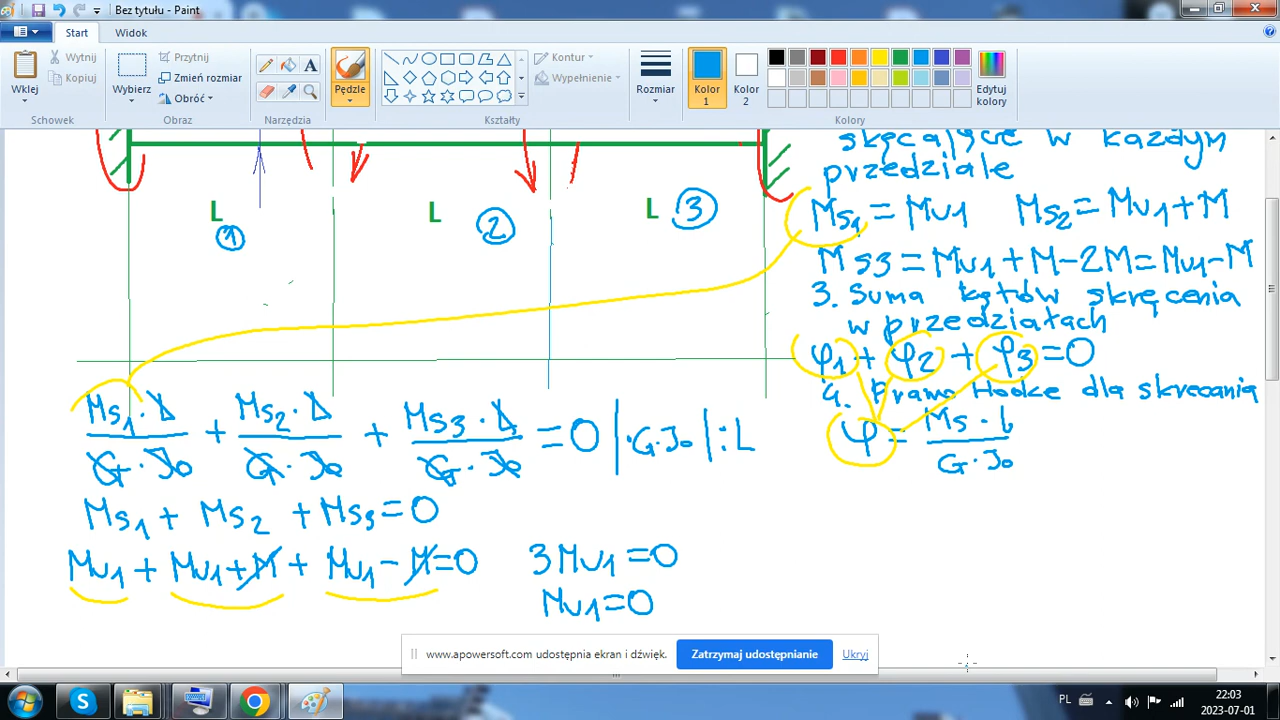 Bez tytułu - Paint
Start Widok
Wklej
Wytnij
Kopiuj
Schowek
Wybierz
Przytnij
Zmień rozmiar
Obróć
Obraz
A
Narzędzia
Pędzle
Kontur
Wypełnienie
Kształty
Rozmiar
Kolor 1
Kolor 2
Edytuj kolory
Kolory
L 1
L 2
L 3
skęcające w każdym
przedziale
Ms1 = Mu1 Ms2 = Mu1 + M
Ms3 = Mu1 + M - 2M = Mu1 - M
3. Suma kątów skręcenia
w przedziałach
φ1 + φ2 + φ3 = 0
4. Prawo Hooke dla skrecania
φ = Ms · L / G · Jo
Ms1 · L / G · Jo + Ms2 · L / G · Jo + Ms3 · L / G · Jo = 0 | · G · Jo | : L
Ms1 + Ms2 + Ms3 = 0
Mu1 + Mu1 + M + Mu1 - M = 0 3Mu1 = 0
Mu1 = 0
www.apowersoft.com udostępnia ekran i dźwięk. Zatrzymaj udostępnianie Ukryj
PL
22:03
2023-07-01